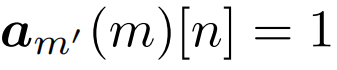 𝒂_{m′}(m)[n] = 1